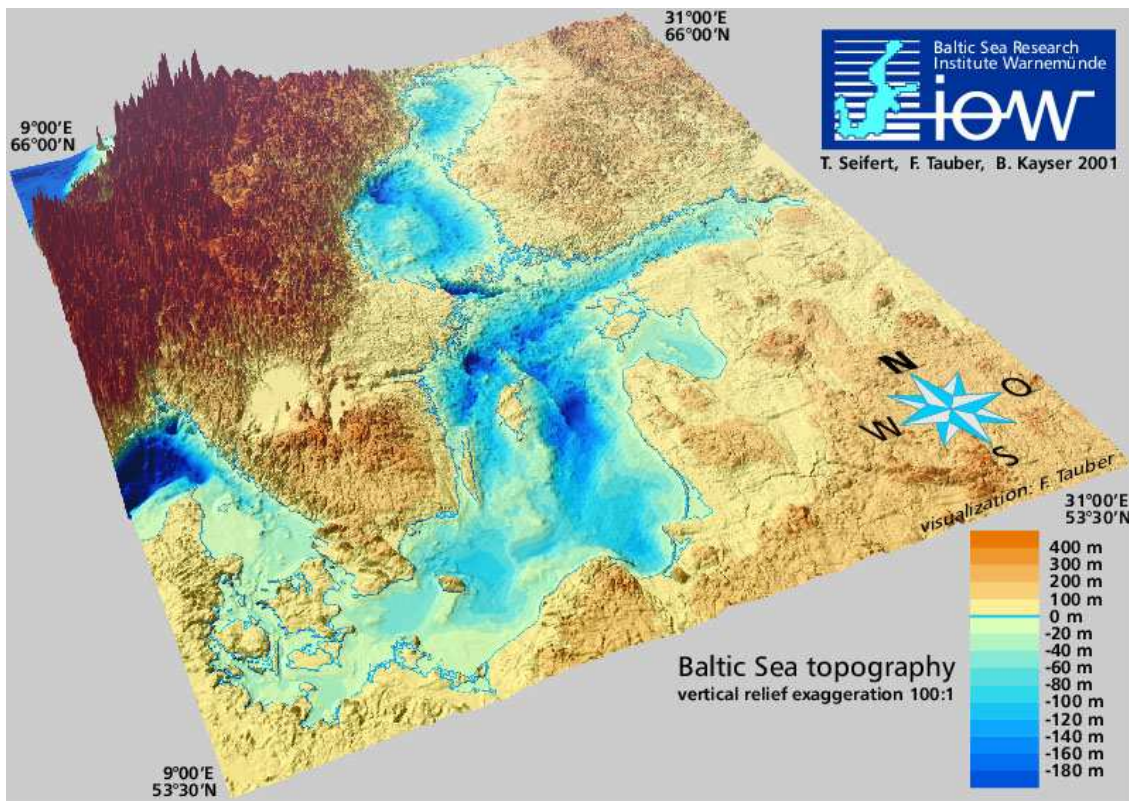 31°00'E
66°00'N
Baltic Sea Research
Institute Warnemünde
iow
T. Seifert, F. Tauber, B. Kayser 2001
9°00'E
66°00'N
N
O
W
S
visualization: F. Tauber
31°00'E
53°30'N
400 m
300 m
200 m
100 m
0 m
-20 m
-40 m
-60 m
-80 m
-100 m
-120 m
-140 m
-160 m
-180 m
Baltic Sea topography
vertical relief exaggeration 100:1
9°00'E
53°30'N